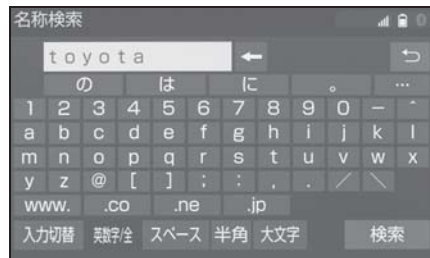 名称検索
toyota
の は に 。 …
1 2 3 4 5 6 7 8 9 0 - ^
a b c d e f g h i j k l
m n o p q r s t u v w x
y z @ [ ] ; : , . / \
www. .co .ne .jp
入力切替 英数字/全 スペース 半角 大文字 検索